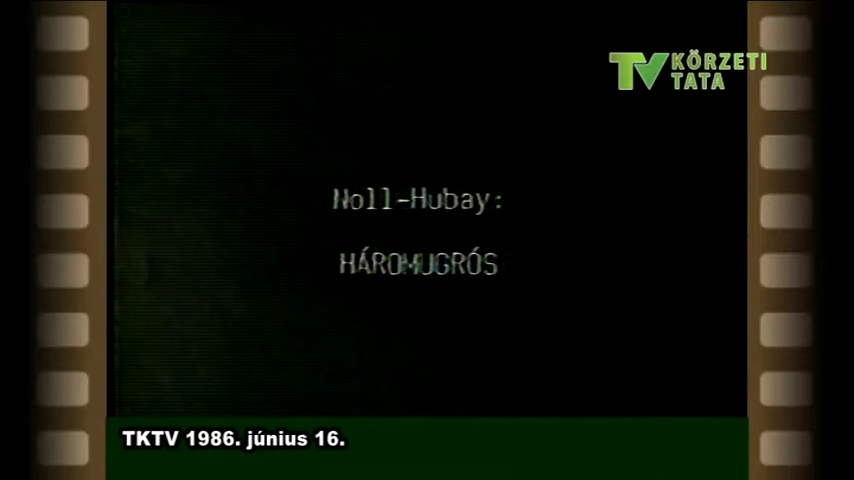 TV KÖRZETI
TATA
Noll-Hubay:
HÁROMUGRÓS
TKTV 1986. június 16.